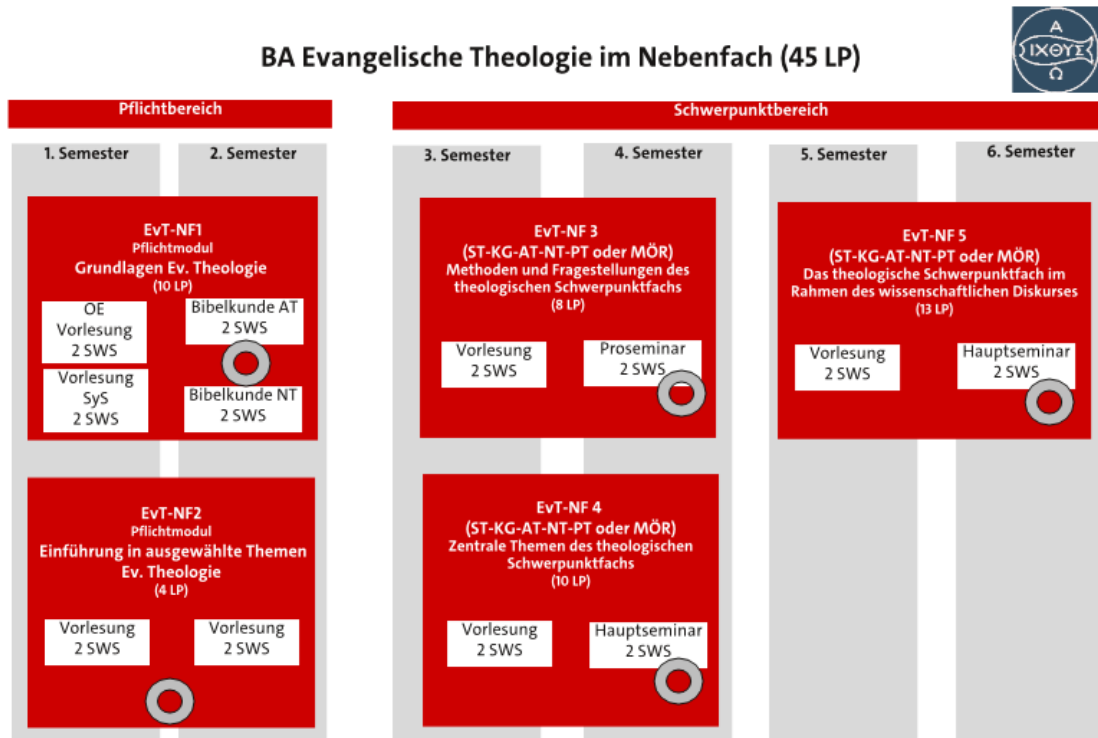 BA Evangelische Theologie im Nebenfach (45 LP)
Α
ΙΧΘΥΣ
Ω
Pflichtbereich
Schwerpunktbereich
1. Semester
2. Semester
3. Semester
4. Semester
5. Semester
6. Semester
EvT-NF1
Pflichtmodul
Grundlagen Ev. Theologie
(10 LP)
OE
Vorlesung
2 SWS
Bibelkunde AT
2 SWS
Vorlesung
SyS
2 SWS
Bibelkunde NT
2 SWS
EvT-NF 3
(ST-KG-AT-NT-PT oder MÖR)
Methoden und Fragestellungen des
theologischen Schwerpunktfachs
(8 LP)
Vorlesung
2 SWS
Proseminar
2 SWS
EvT-NF 5
(ST-KG-AT-NT-PT oder MÖR)
Das theologische Schwerpunktfach im
Rahmen des wissenschaftlichen Diskurses
(13 LP)
Vorlesung
2 SWS
Hauptseminar
2 SWS
EvT-NF2
Pflichtmodul
Einführung in ausgewählte Themen
Ev. Theologie
(4 LP)
Vorlesung
2 SWS
Vorlesung
2 SWS
EvT-NF 4
(ST-KG-AT-NT-PT oder MÖR)
Zentrale Themen des theologischen
Schwerpunktfachs
(10 LP)
Vorlesung
2 SWS
Hauptseminar
2 SWS